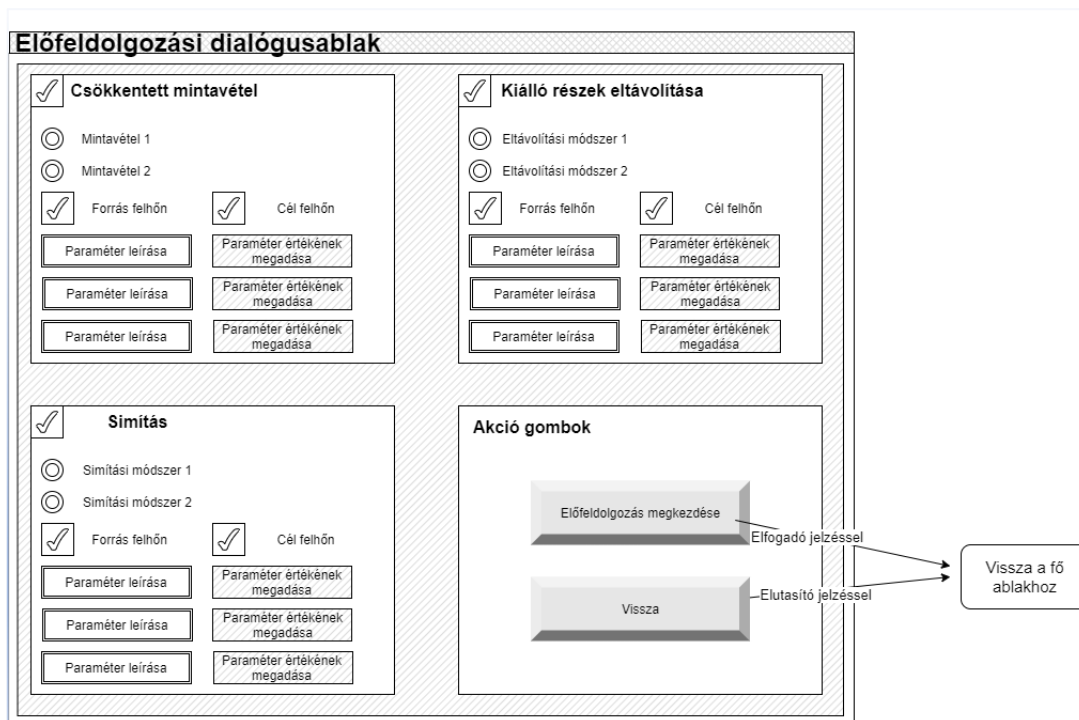 Előfeldolgozási dialógusablak
Csökkentett mintavétel
Mintavétel 1
Mintavétel 2
Forrás felhőn
Cél felhőn
Paraméter leírása
Paraméter értékének
megadása
Paraméter leírása
Paraméter értékének
megadása
Paraméter leírása
Paraméter értékének
megadása
Kiálló részek eltávolítása
Eltávolítási módszer 1
Eltávolítási módszer 2
Forrás felhőn
Cél felhőn
Paraméter leírása
Paraméter értékének
megadása
Paraméter leírása
Paraméter értékének
megadása
Paraméter leírása
Paraméter értékének
megadása
Simítás
Simítási módszer 1
Simítási módszer 2
Forrás felhőn
Cél felhőn
Paraméter leírása
Paraméter értékének
megadása
Paraméter leírása
Paraméter értékének
megadása
Paraméter leírása
Paraméter értékének
megadása
Akció gombok
Előfeldolgozás megkezdése
Elfogadó jelzéssel
Vissza
Elutasító jelzéssel
Vissza a fő
ablakhoz